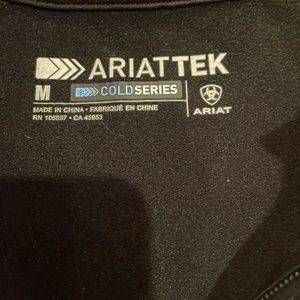 ARIATTEK
M COLDSERIES
MADE IN CHINA • FABRIQUÉ EN CHINE
RN 105037 • CA 45953
ARIAT